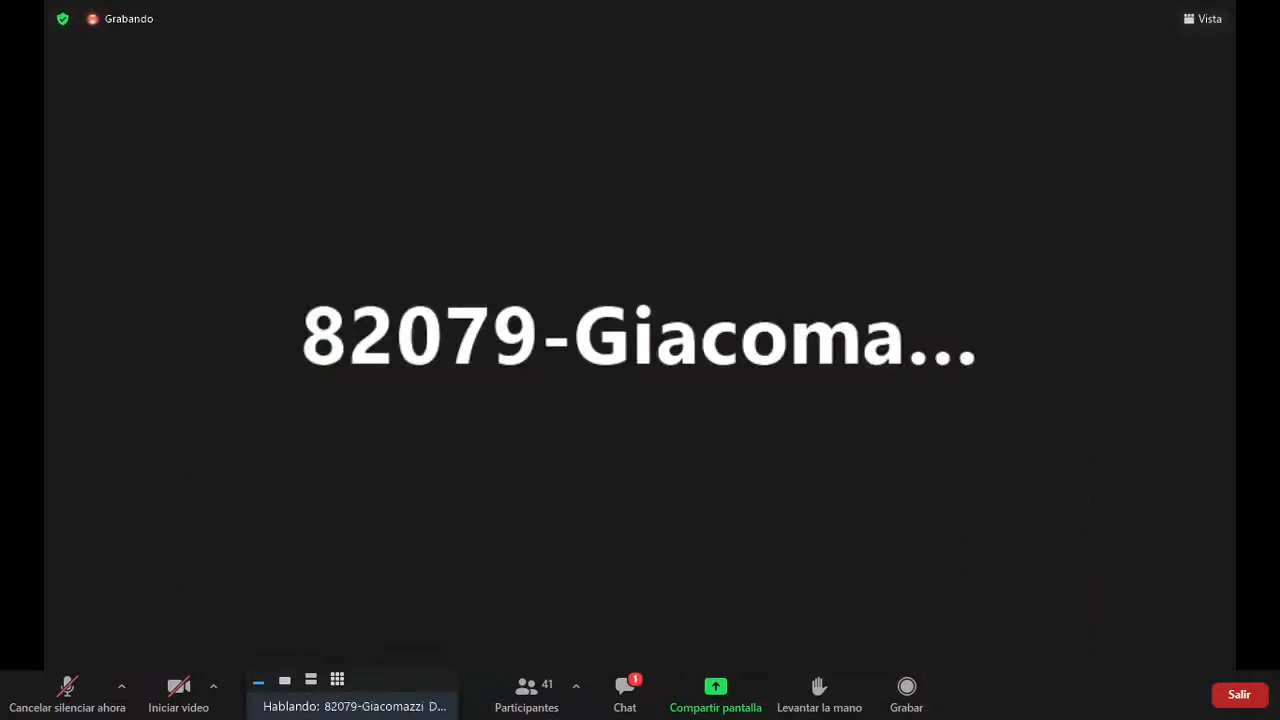 Grabando
Vista
82079-Giacoma...
Cancelar silenciar ahora
Iniciar video
Hablando: 82079-Giacomazzi D...
41
Participantes
1
Chat
Compartir pantalla
Levantar la mano
Grabar
Salir